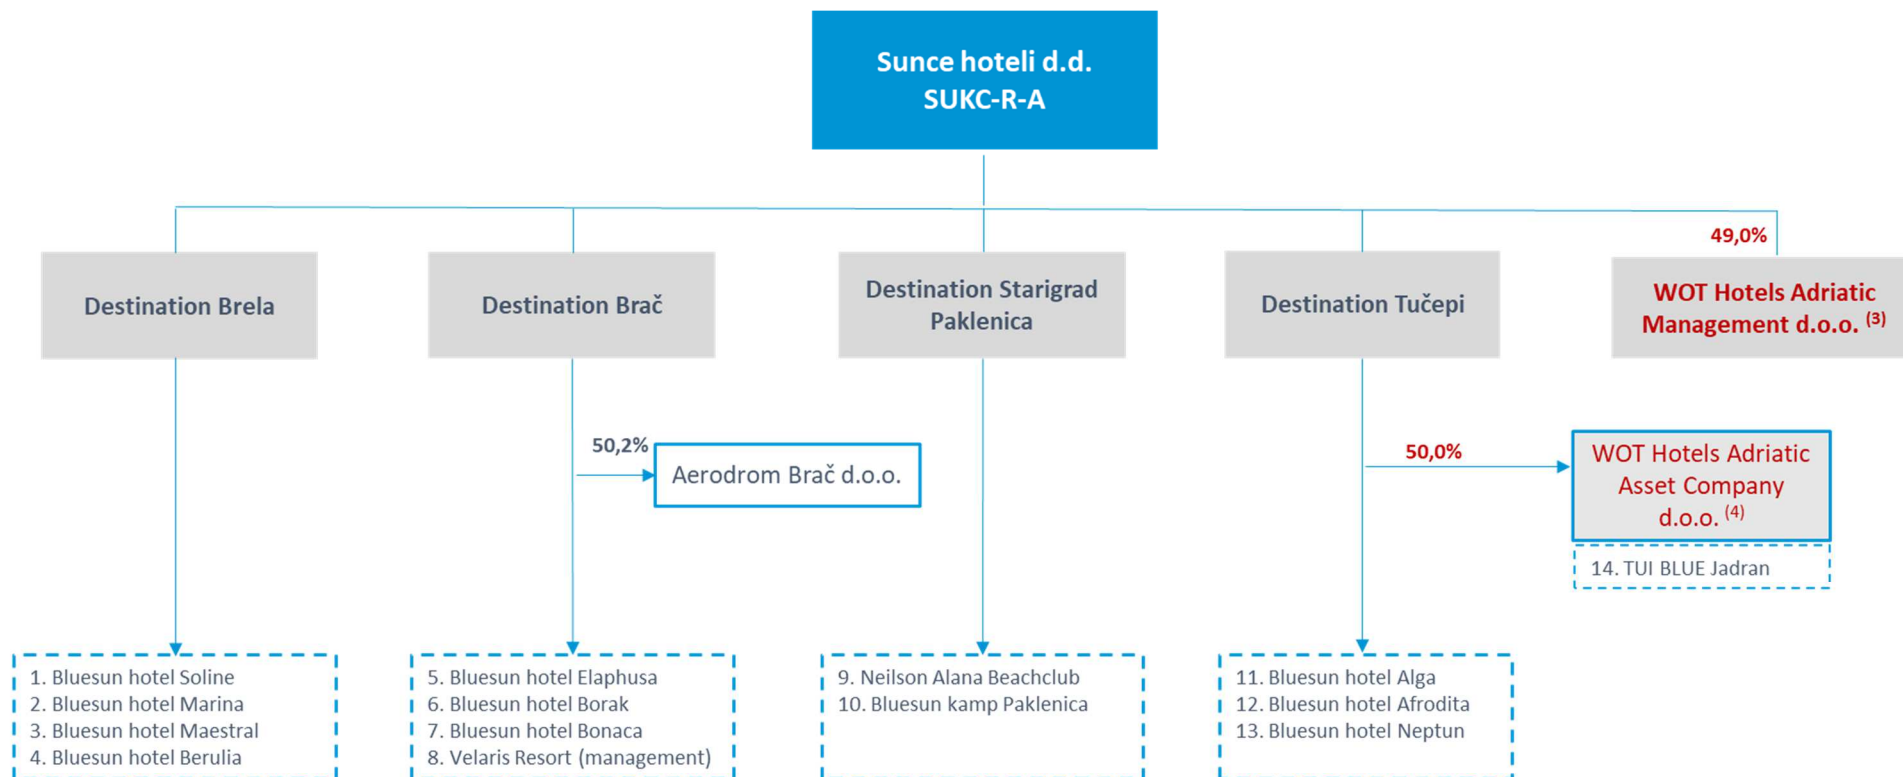 Sunce hoteli d.d.
SUKC-R-A
49,0%
Destination Brela
Destination Brač
Destination Starigrad
Paklenica
Destination Tučepi
WOT Hotels Adriatic
Management d.o.o. (3)
50,2%
Aerodrom Brač d.o.o.
50,0%
WOT Hotels Adriatic
Asset Company
d.o.o. (4)
14. TUI BLUE Jadran
1. Bluesun hotel Soline
2. Bluesun hotel Marina
3. Bluesun hotel Maestral
4. Bluesun hotel Berulia
5. Bluesun hotel Elaphusa
6. Bluesun hotel Borak
7. Bluesun hotel Bonaca
8. Velaris Resort (management)
9. Neilson Alana Beachclub
10. Bluesun kamp Paklenica
11. Bluesun hotel Alga
12. Bluesun hotel Afrodita
13. Bluesun hotel Neptun